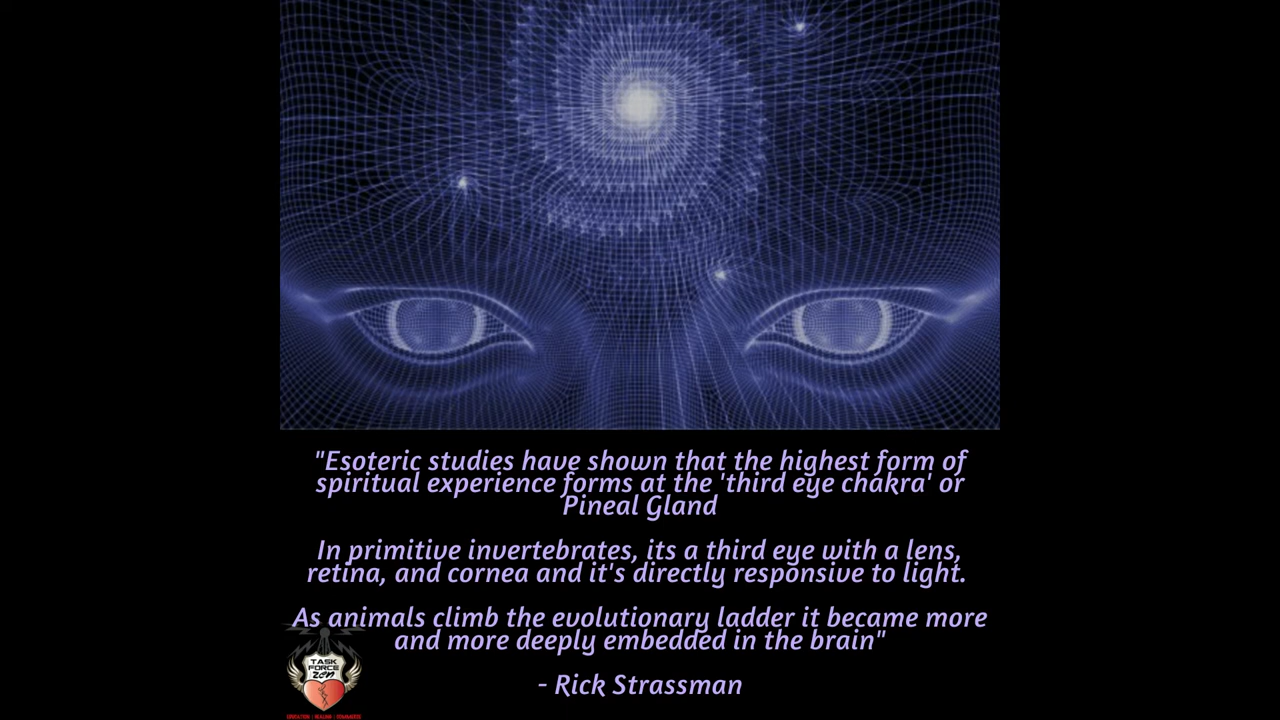 "Esoteric studies have shown that the highest form of
spiritual experience forms at the 'third eye chakra' or
Pineal Gland
In primitive invertebrates, its a third eye with a lens,
retina, and cornea and it's directly responsive to light.
As animals climb the evolutionary ladder it became more
and more deeply embedded in the brain"
- Rick Strassman
TASK
FORCE
zen